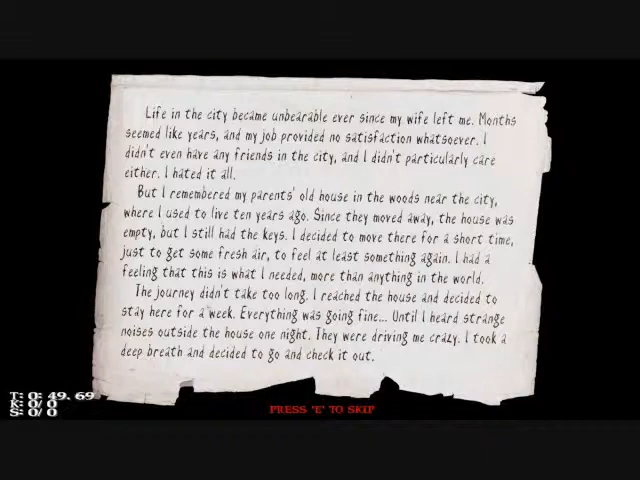 Life in the city became unbearable ever since my wife left me. Months
seemed like years, and my job provided no satisfaction whatsoever. I
didn't even have any friends in the city, and I didn't particularly care
either. I hated it all.
But I remembered my parents' old house in the woods near the city,
where I used to live ten years ago. Since they moved away, the house was
empty, but I still had the keys. I decided to move there for a short time,
just to get some fresh air, to feel at least something again. I had a
feeling that this is what I needed, more than anything in the world.
The journey didn't take too long. I reached the house and decided to
stay here for a week. Everything was going fine... Until I heard strange
noises outside the house one night. They were driving me crazy. I took a
deep breath and decided to go and check it out.
T: 0:49.69
K: 0/0
S: 0/0
PRESS 'E' TO SKIP